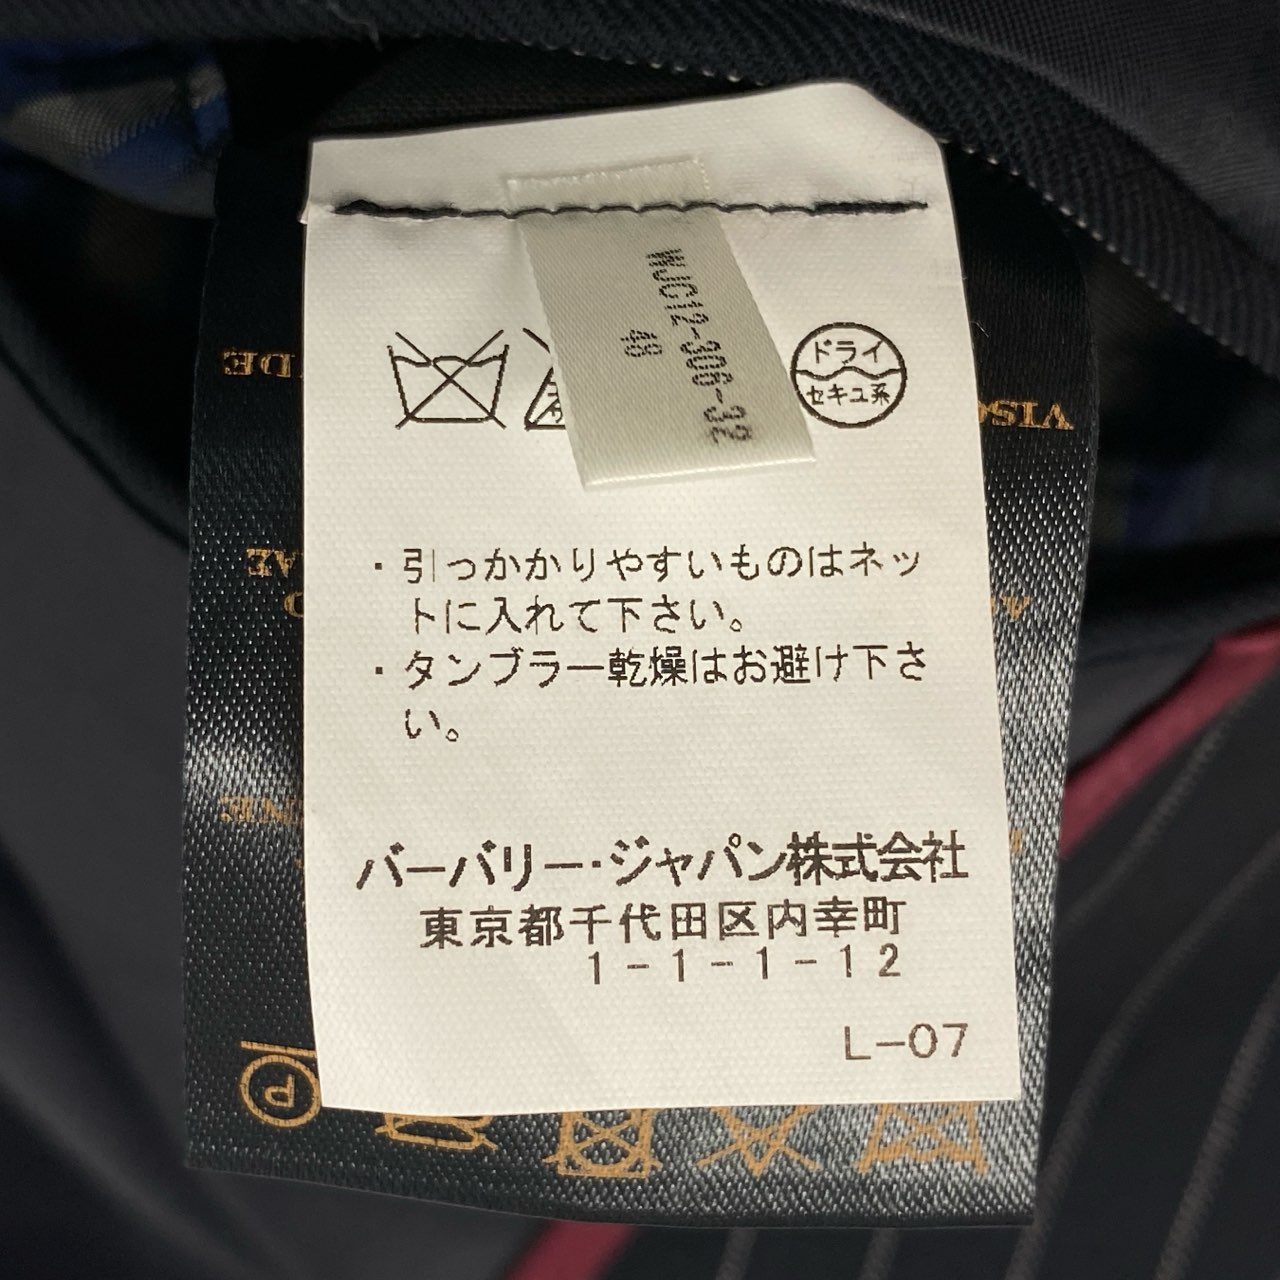 WJC12-306-32
48
ドライ
セキユ系
・引っかかりやすいものはネッ
トに入れて下さい。
・タンブラー乾燥はお避け下さ
い。
バーバリー・ジャパン株式会社
東京都千代田区内幸町
1-1-1-12
L-07
P